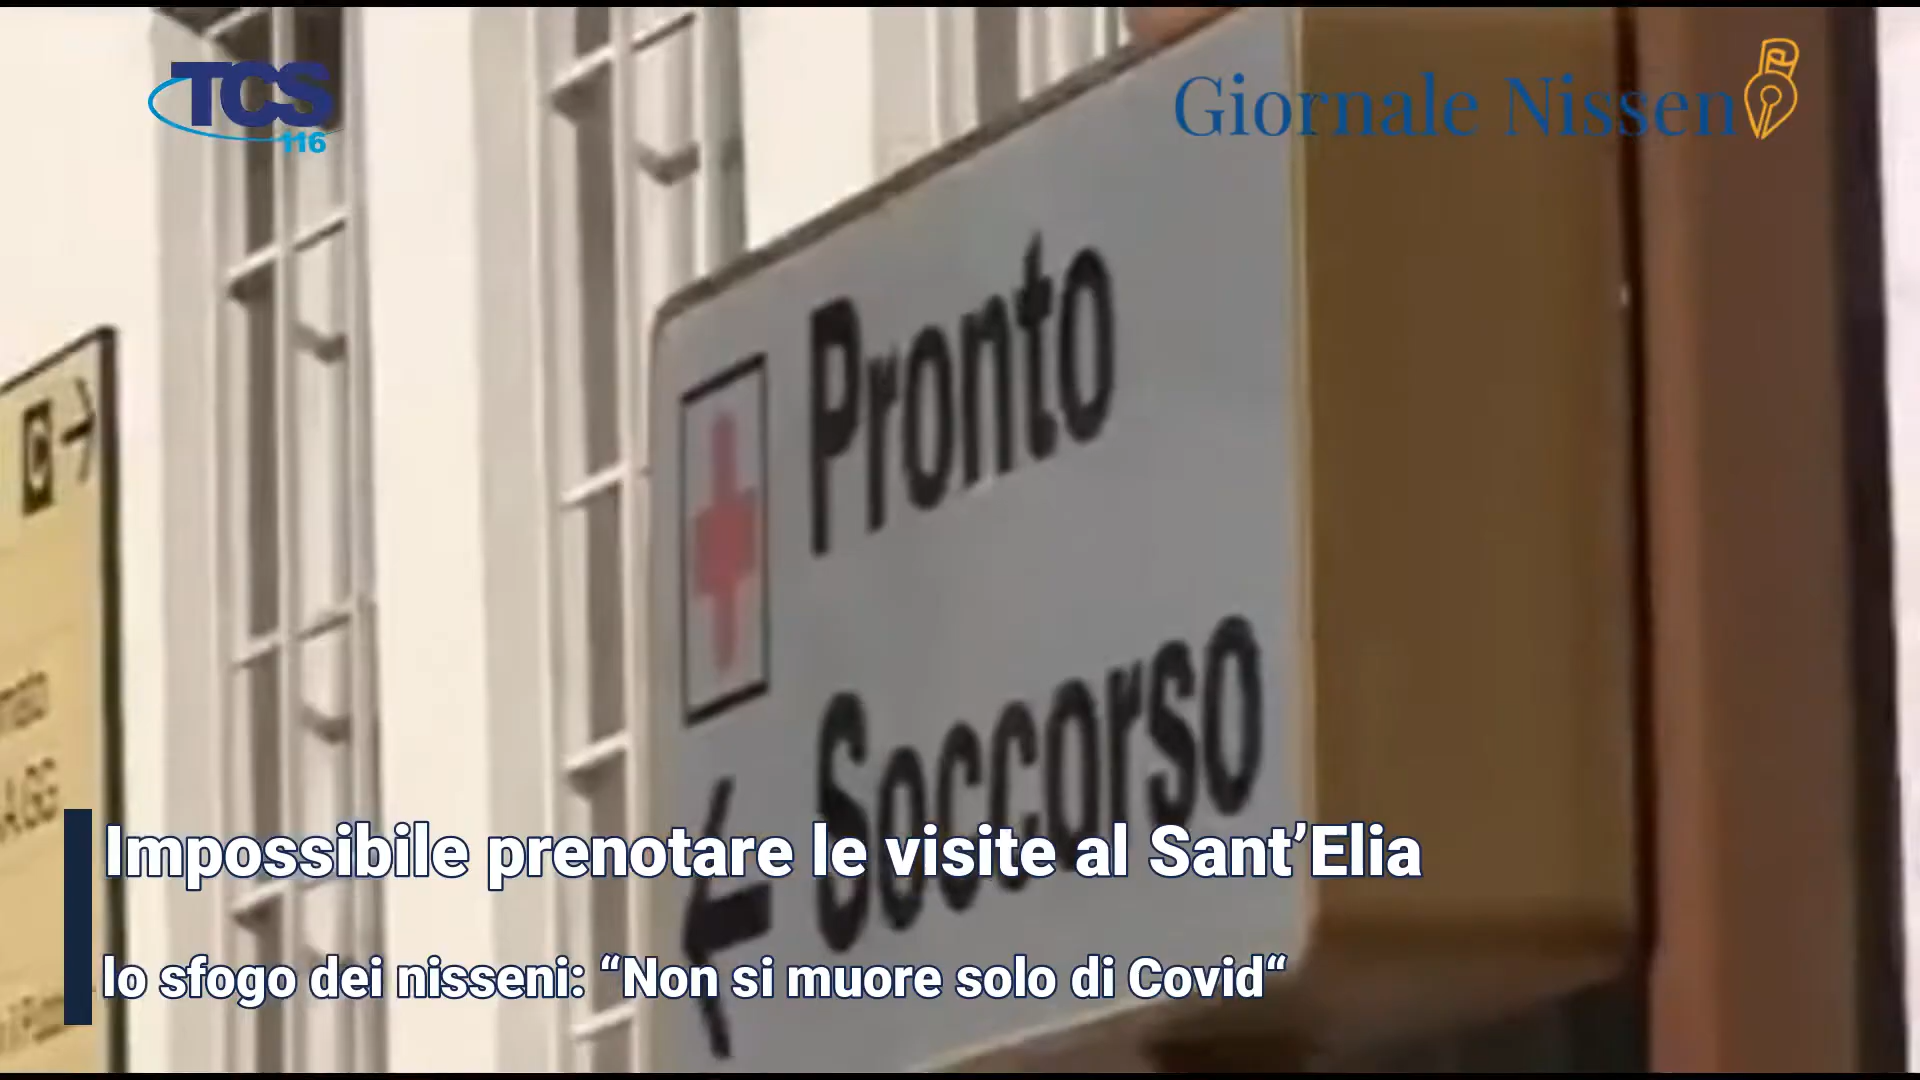 TCS
116
Giornale Nissen
Pronto
Soccorso
Impossibile prenotare le visite al Sant’Elia
lo sfogo dei nisseni: “Non si muore solo di Covid“